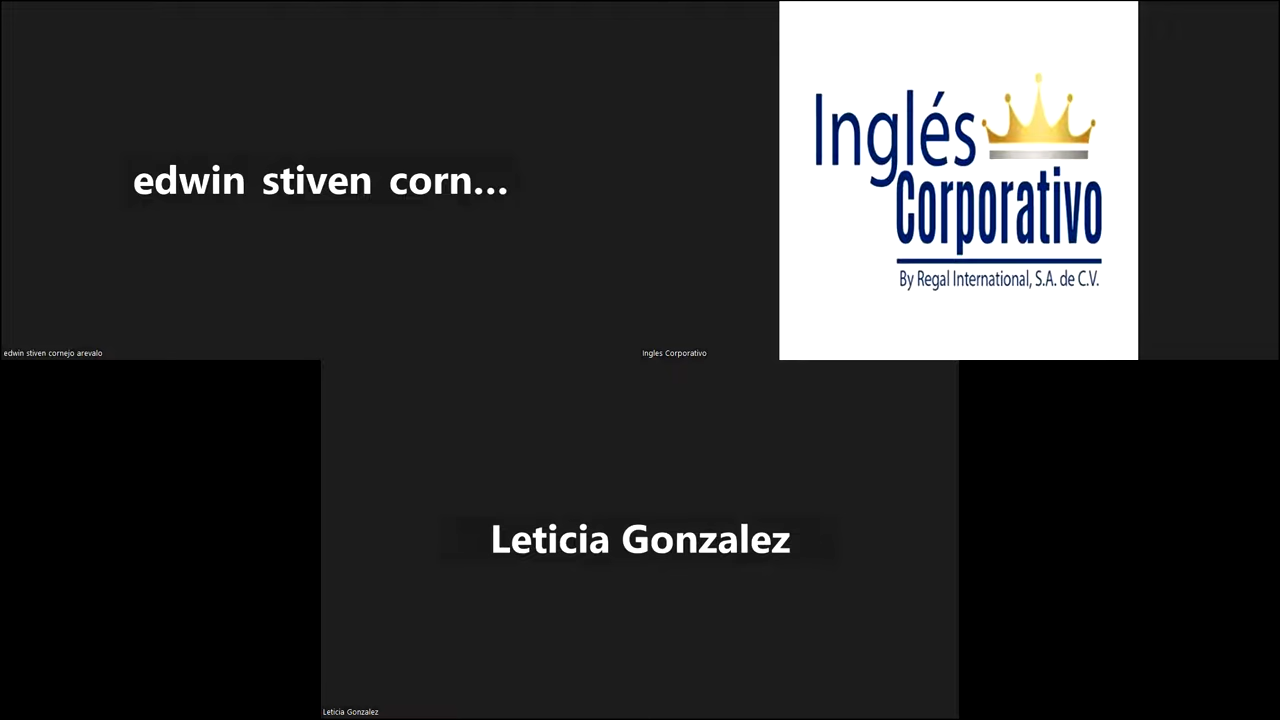 edwin stiven corn...
Inglés
Corporativo
By Regal International, S.A. de C.V.
edwin stiven cornejo arevalo
Ingles Corporativo
Leticia Gonzalez
Leticia Gonzalez